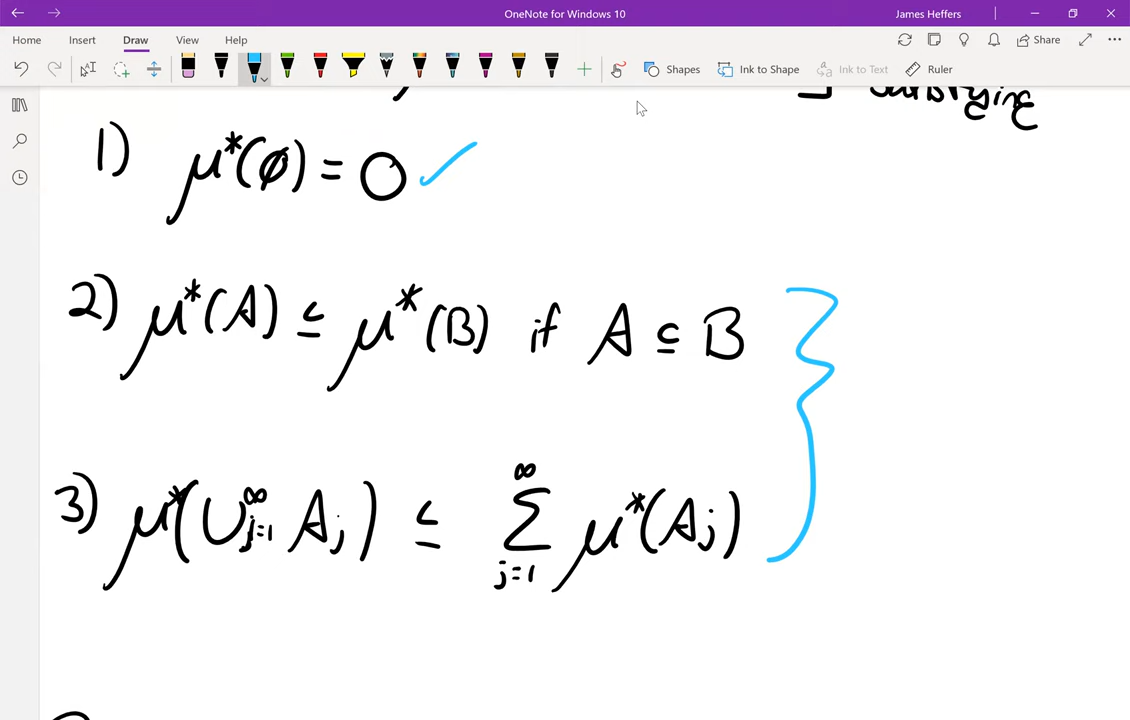 OneNote for Windows 10
James Heffers
Home Insert Draw View Help
Share
Shapes Ink to Shape Ink to Text Ruler
satisfying
1) μ*(∅) = 0 ✓
2) μ*(A) ≤ μ*(B) if A ⊆ B
3) μ*(⋃_{j=1}^∞ A_j) ≤ ∑_{j=1}^∞ μ*(A_j)